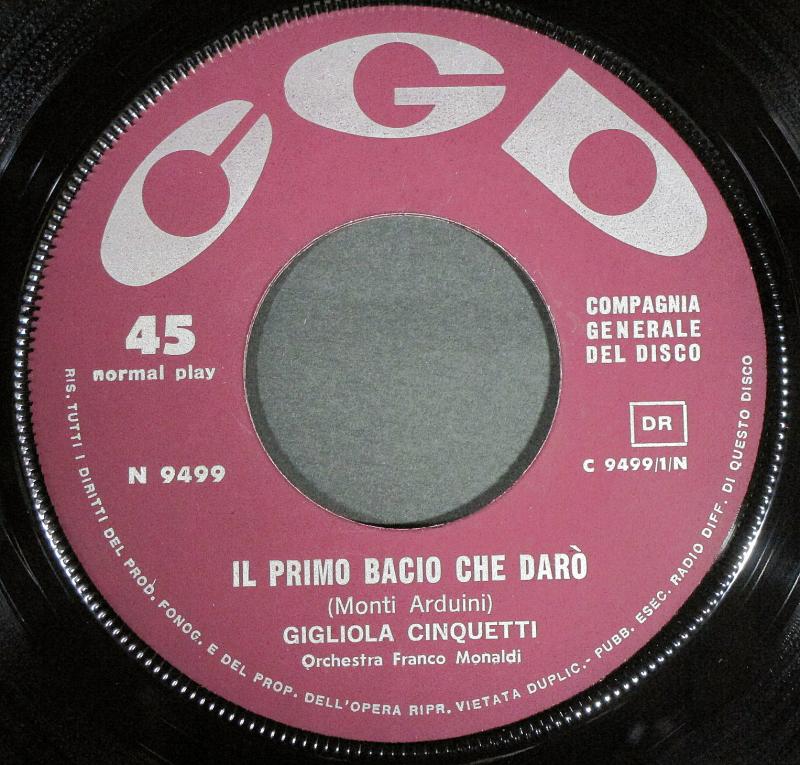 CGD
45
normal play
COMPAGNIA
GENERALE
DEL DISCO
DR
N 9499
C 9499/1/N
IL PRIMO BACIO CHE DARÒ
(Monti Arduini)
GIGLIOLA CINQUETTI
Orchestra Franco Monaldi
RIS. TUTTI I DIRITTI DEL PROD. FONOG. E DEL PROP. DELL'OPERA RIPR. VIETATA DUPLIC.- PUBB. ESEC. RADIO DIFF. DI QUESTO DISCO